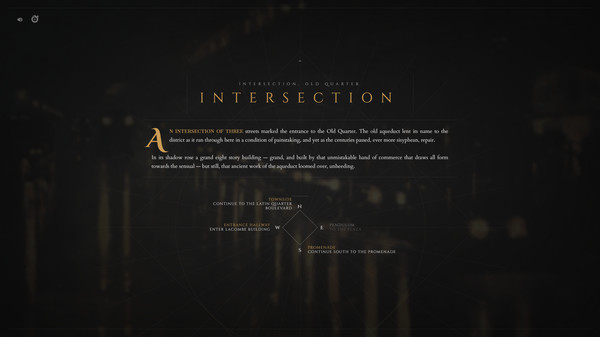 INTERSECTION, OLD QUARTER
INTERSECTION
AN INTERSECTION OF THREE streets marked the entrance to the Old Quarter. The old aqueduct lent its name to the
district as it ran through here in a condition of painstaking, and yet as the centuries passed, ever more sisyphean, repair.
In its shadow rose a grand eight story building — grand, and built by that unmistakable hand of commerce that draws all form
towards the sensual — but still, that ancient work of the aqueduct loomed over, unheeding.
TOWNSIDE
CONTINUE TO THE LATIN QUARTER
BOULEVARD
N
ENTRANCE HALLWAY
ENTER LACOMBE BUILDING
W
E
S
PROMENADE
CONTINUE SOUTH TO THE PROMENADE